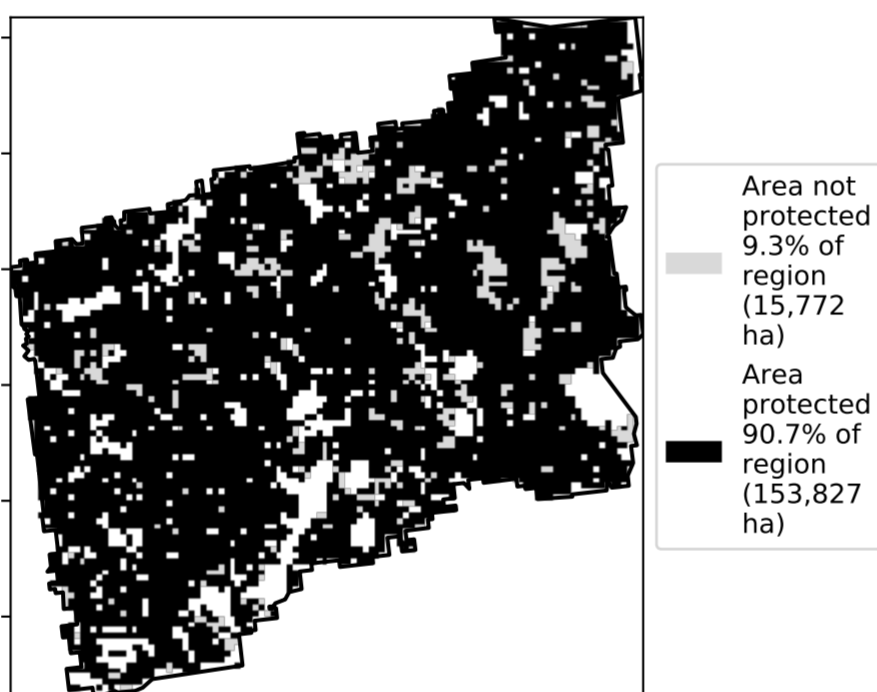 Area not
protected
9.3% of
region
(15,772
ha)
Area
protected
90.7% of
region
(153,827
ha)